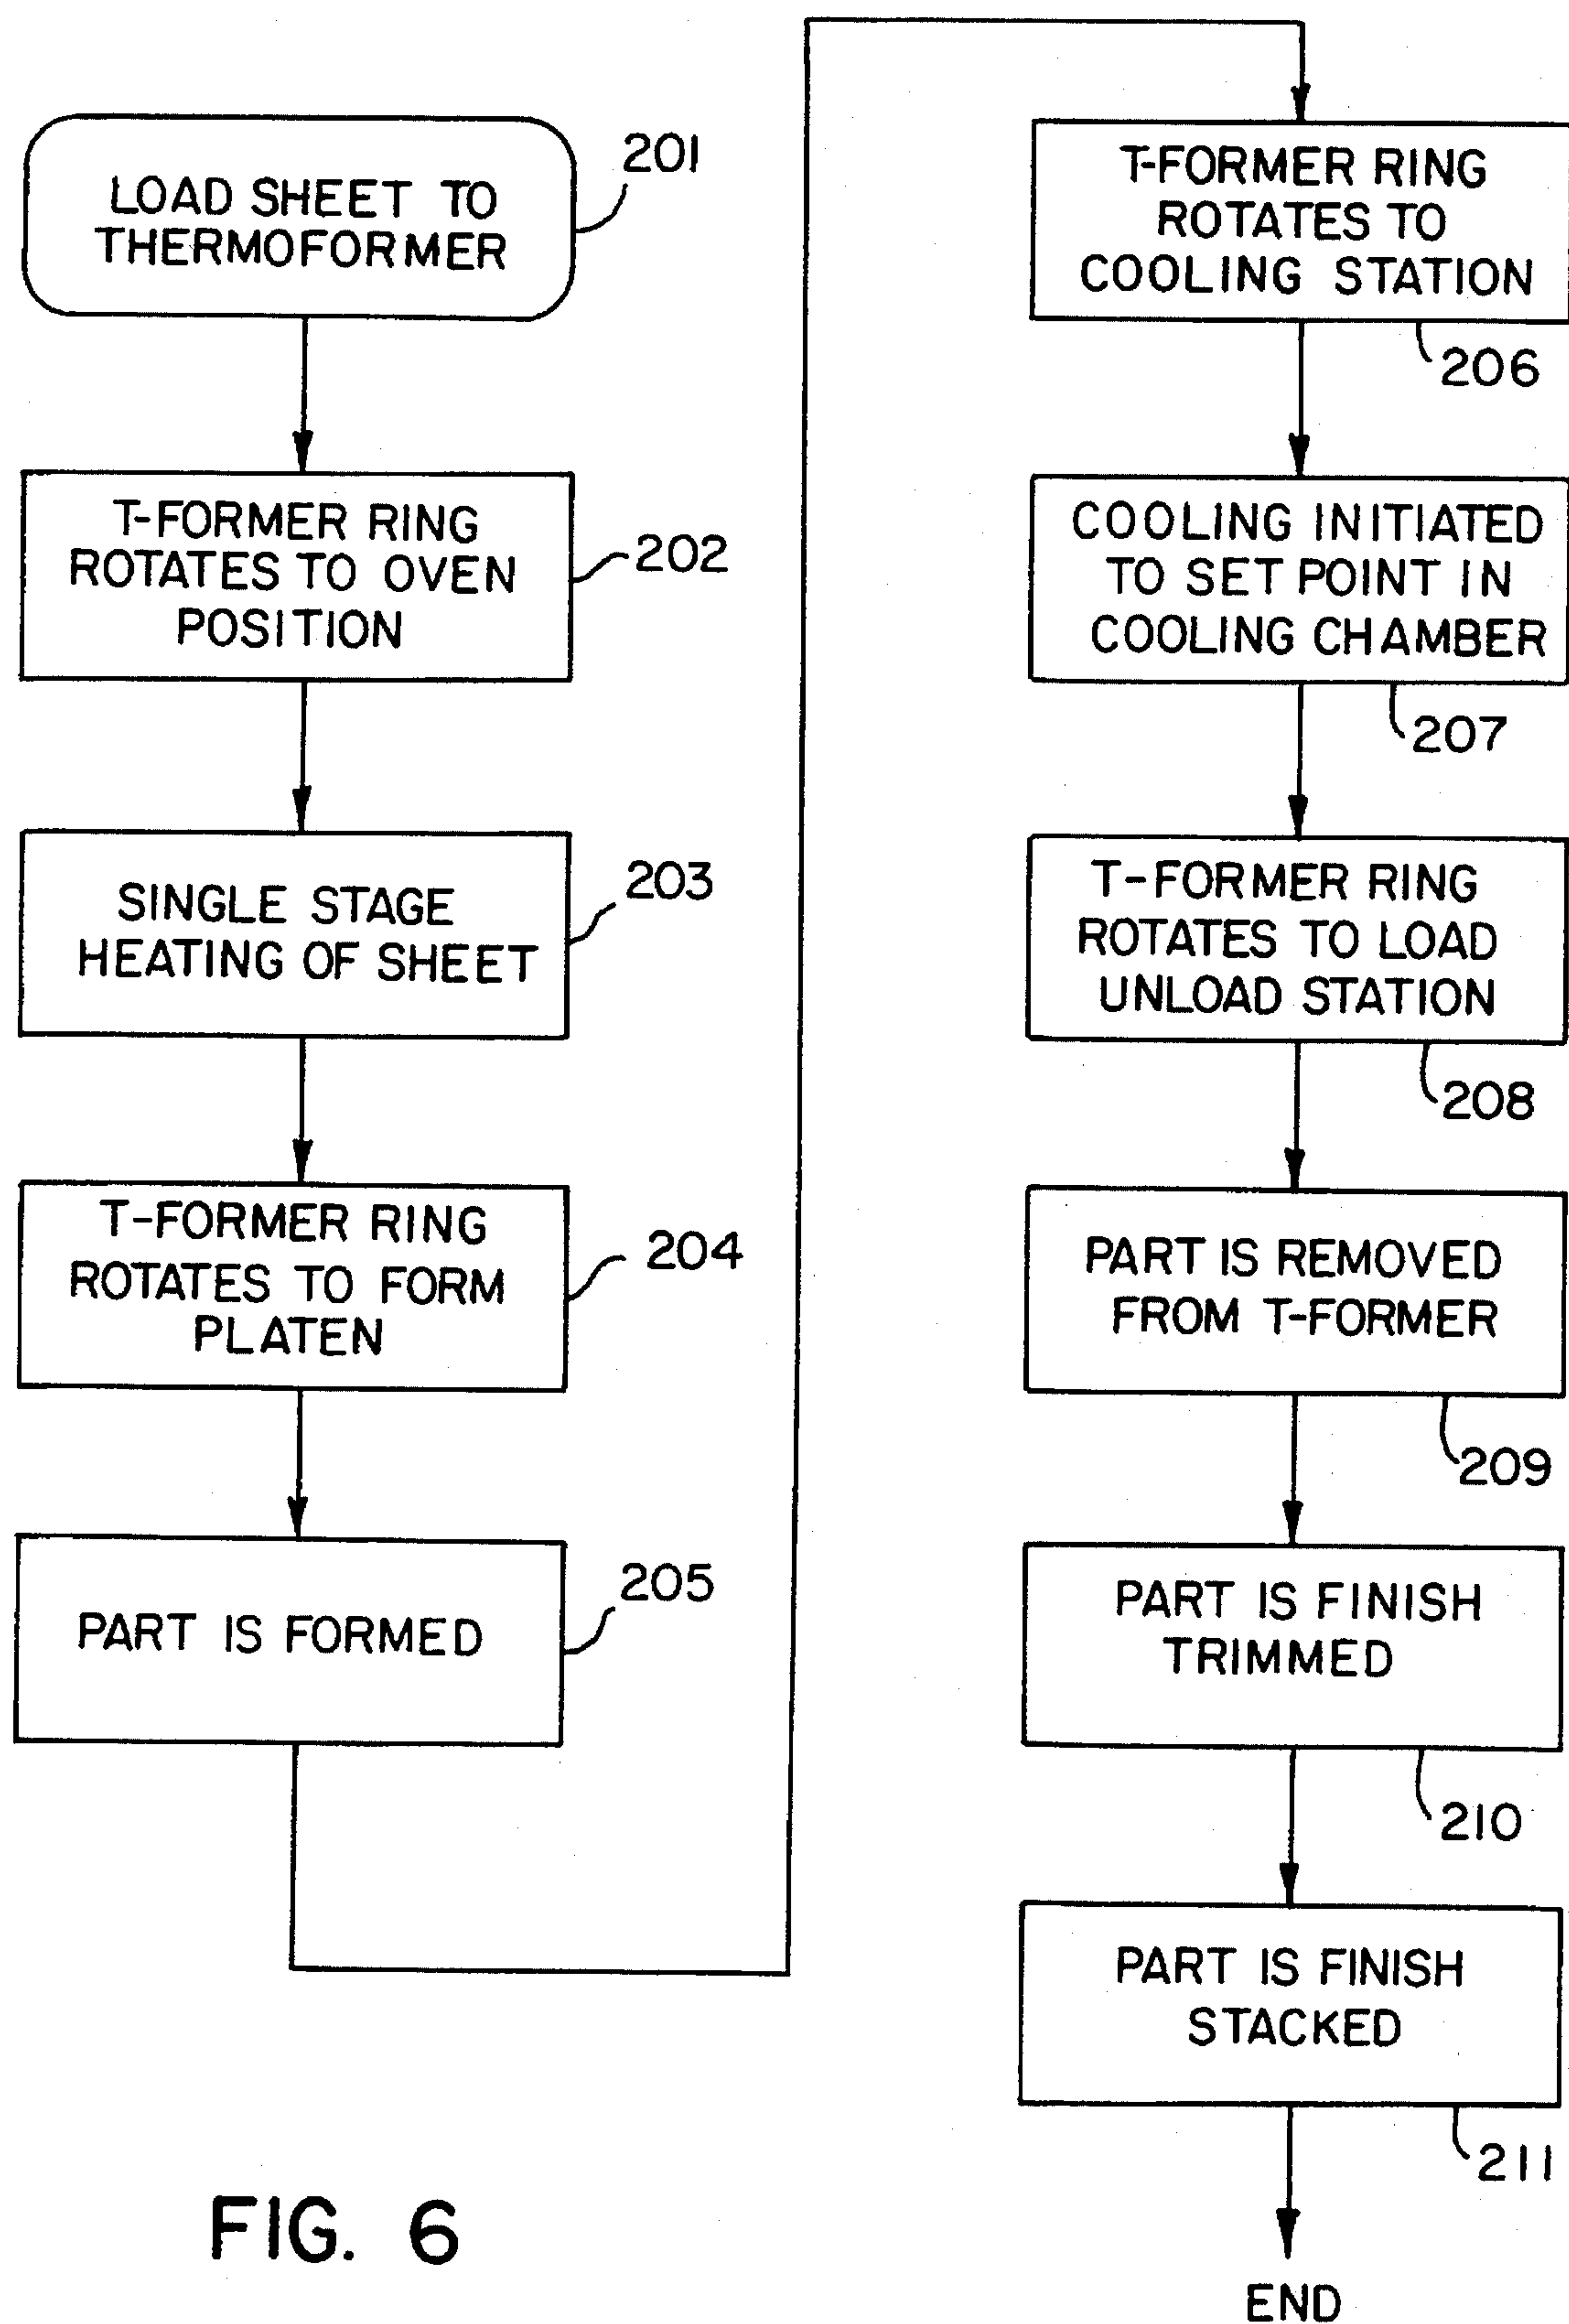 LOAD SHEET TO
THERMOFORMER
201
T-FORMER RING
ROTATES TO OVEN
POSITION
202
SINGLE STAGE
HEATING OF SHEET
203
T-FORMER RING
ROTATES TO FORM
PLATEN
204
PART IS FORMED
205
T-FORMER RING
ROTATES TO
COOLING STATION
206
COOLING INITIATED
TO SET POINT IN
COOLING CHAMBER
207
T-FORMER RING
ROTATES TO LOAD
UNLOAD STATION
208
PART IS REMOVED
FROM T-FORMER
209
PART IS FINISH
TRIMMED
210
PART IS FINISH
STACKED
211
END
FIG. 6